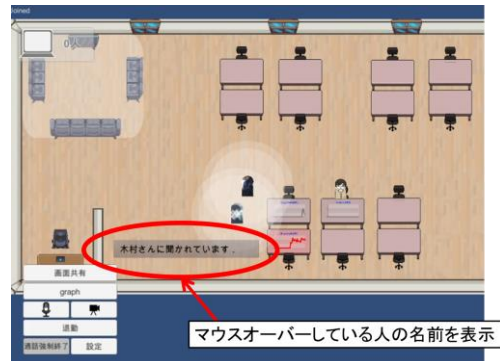 Joined
0
木村さんに聞かれています.
画面共有
graph
退勤
通話強制終了
設定
マウスオーバーしている人の名前を表示